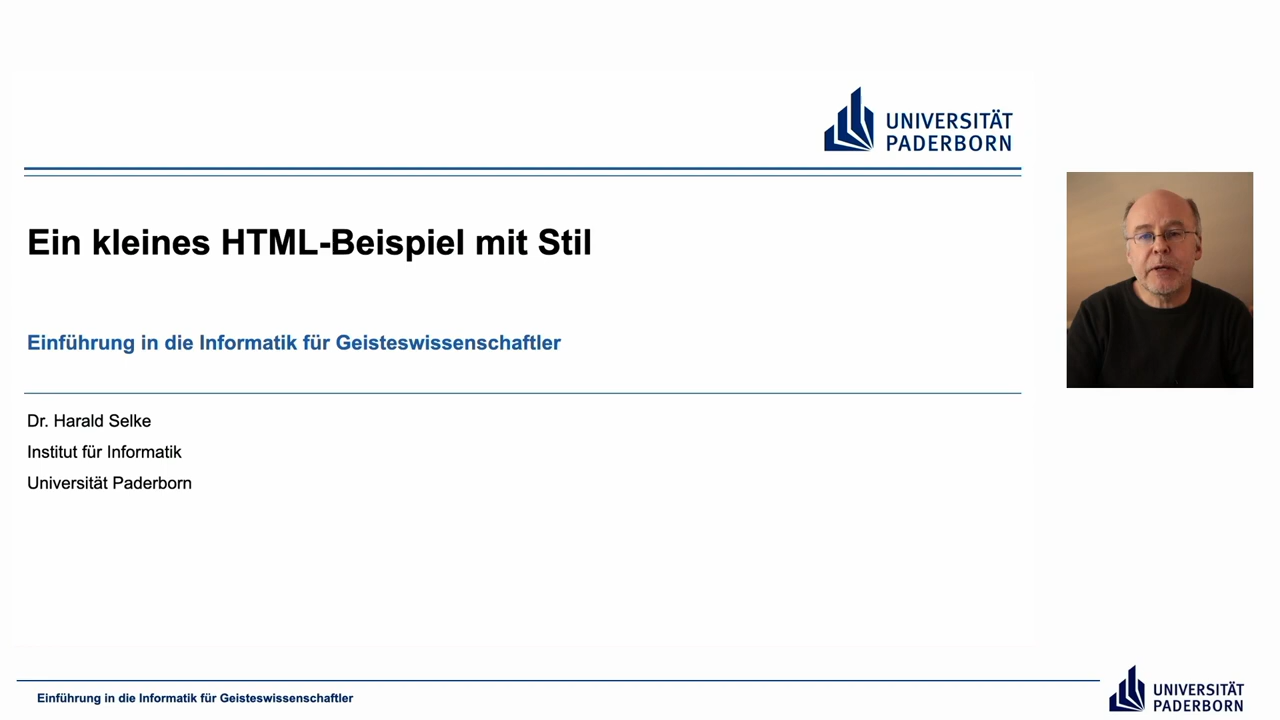 UNIVERSITÄT
PADERBORN
Ein kleines HTML-Beispiel mit Stil
Einführung in die Informatik für Geisteswissenschaftler
Dr. Harald Selke
Institut für Informatik
Universität Paderborn
Einführung in die Informatik für Geisteswissenschaftler
UNIVERSITÄT
PADERBORN